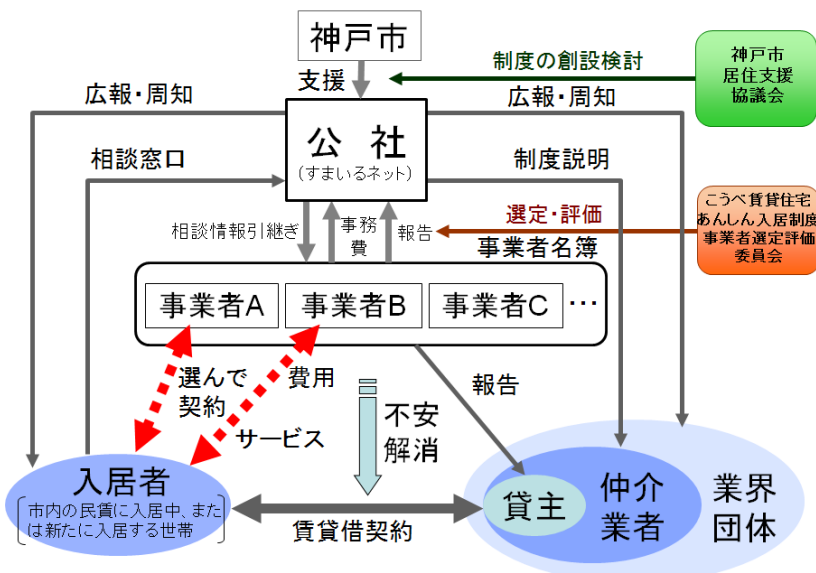 神戸市
制度の創設検討
神戸市
居住支援
協議会
支援
広報・周知
広報・周知
公　社
(すまいるネット)
相談窓口
制度説明
相談情報引継ぎ
事務
費
報告
選定・評価
こうべ賃貸住宅
あんしん入居制度
事業者選定評価
委員会
事業者名簿
事業者A
事業者B
事業者C
…
選んで
契約
費用
サービス
不安
解消
報告
入居者
市内の民賃に入居中、また
は新たに入居する世帯
賃貸借契約
貸主
仲介
業者
業界
団体